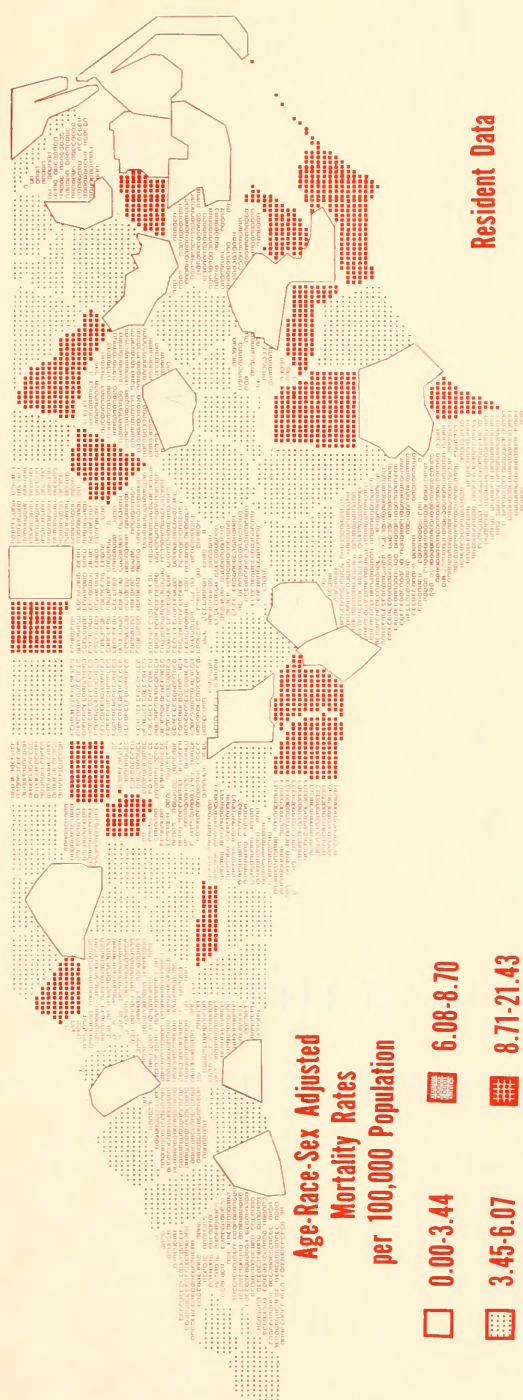 Resident Data
Age-Race-Sex Adjusted
Mortality Rates
per 100,000 Population
0.00-3.44
3.45-6.07
6.08-8.70
8.71-21.43